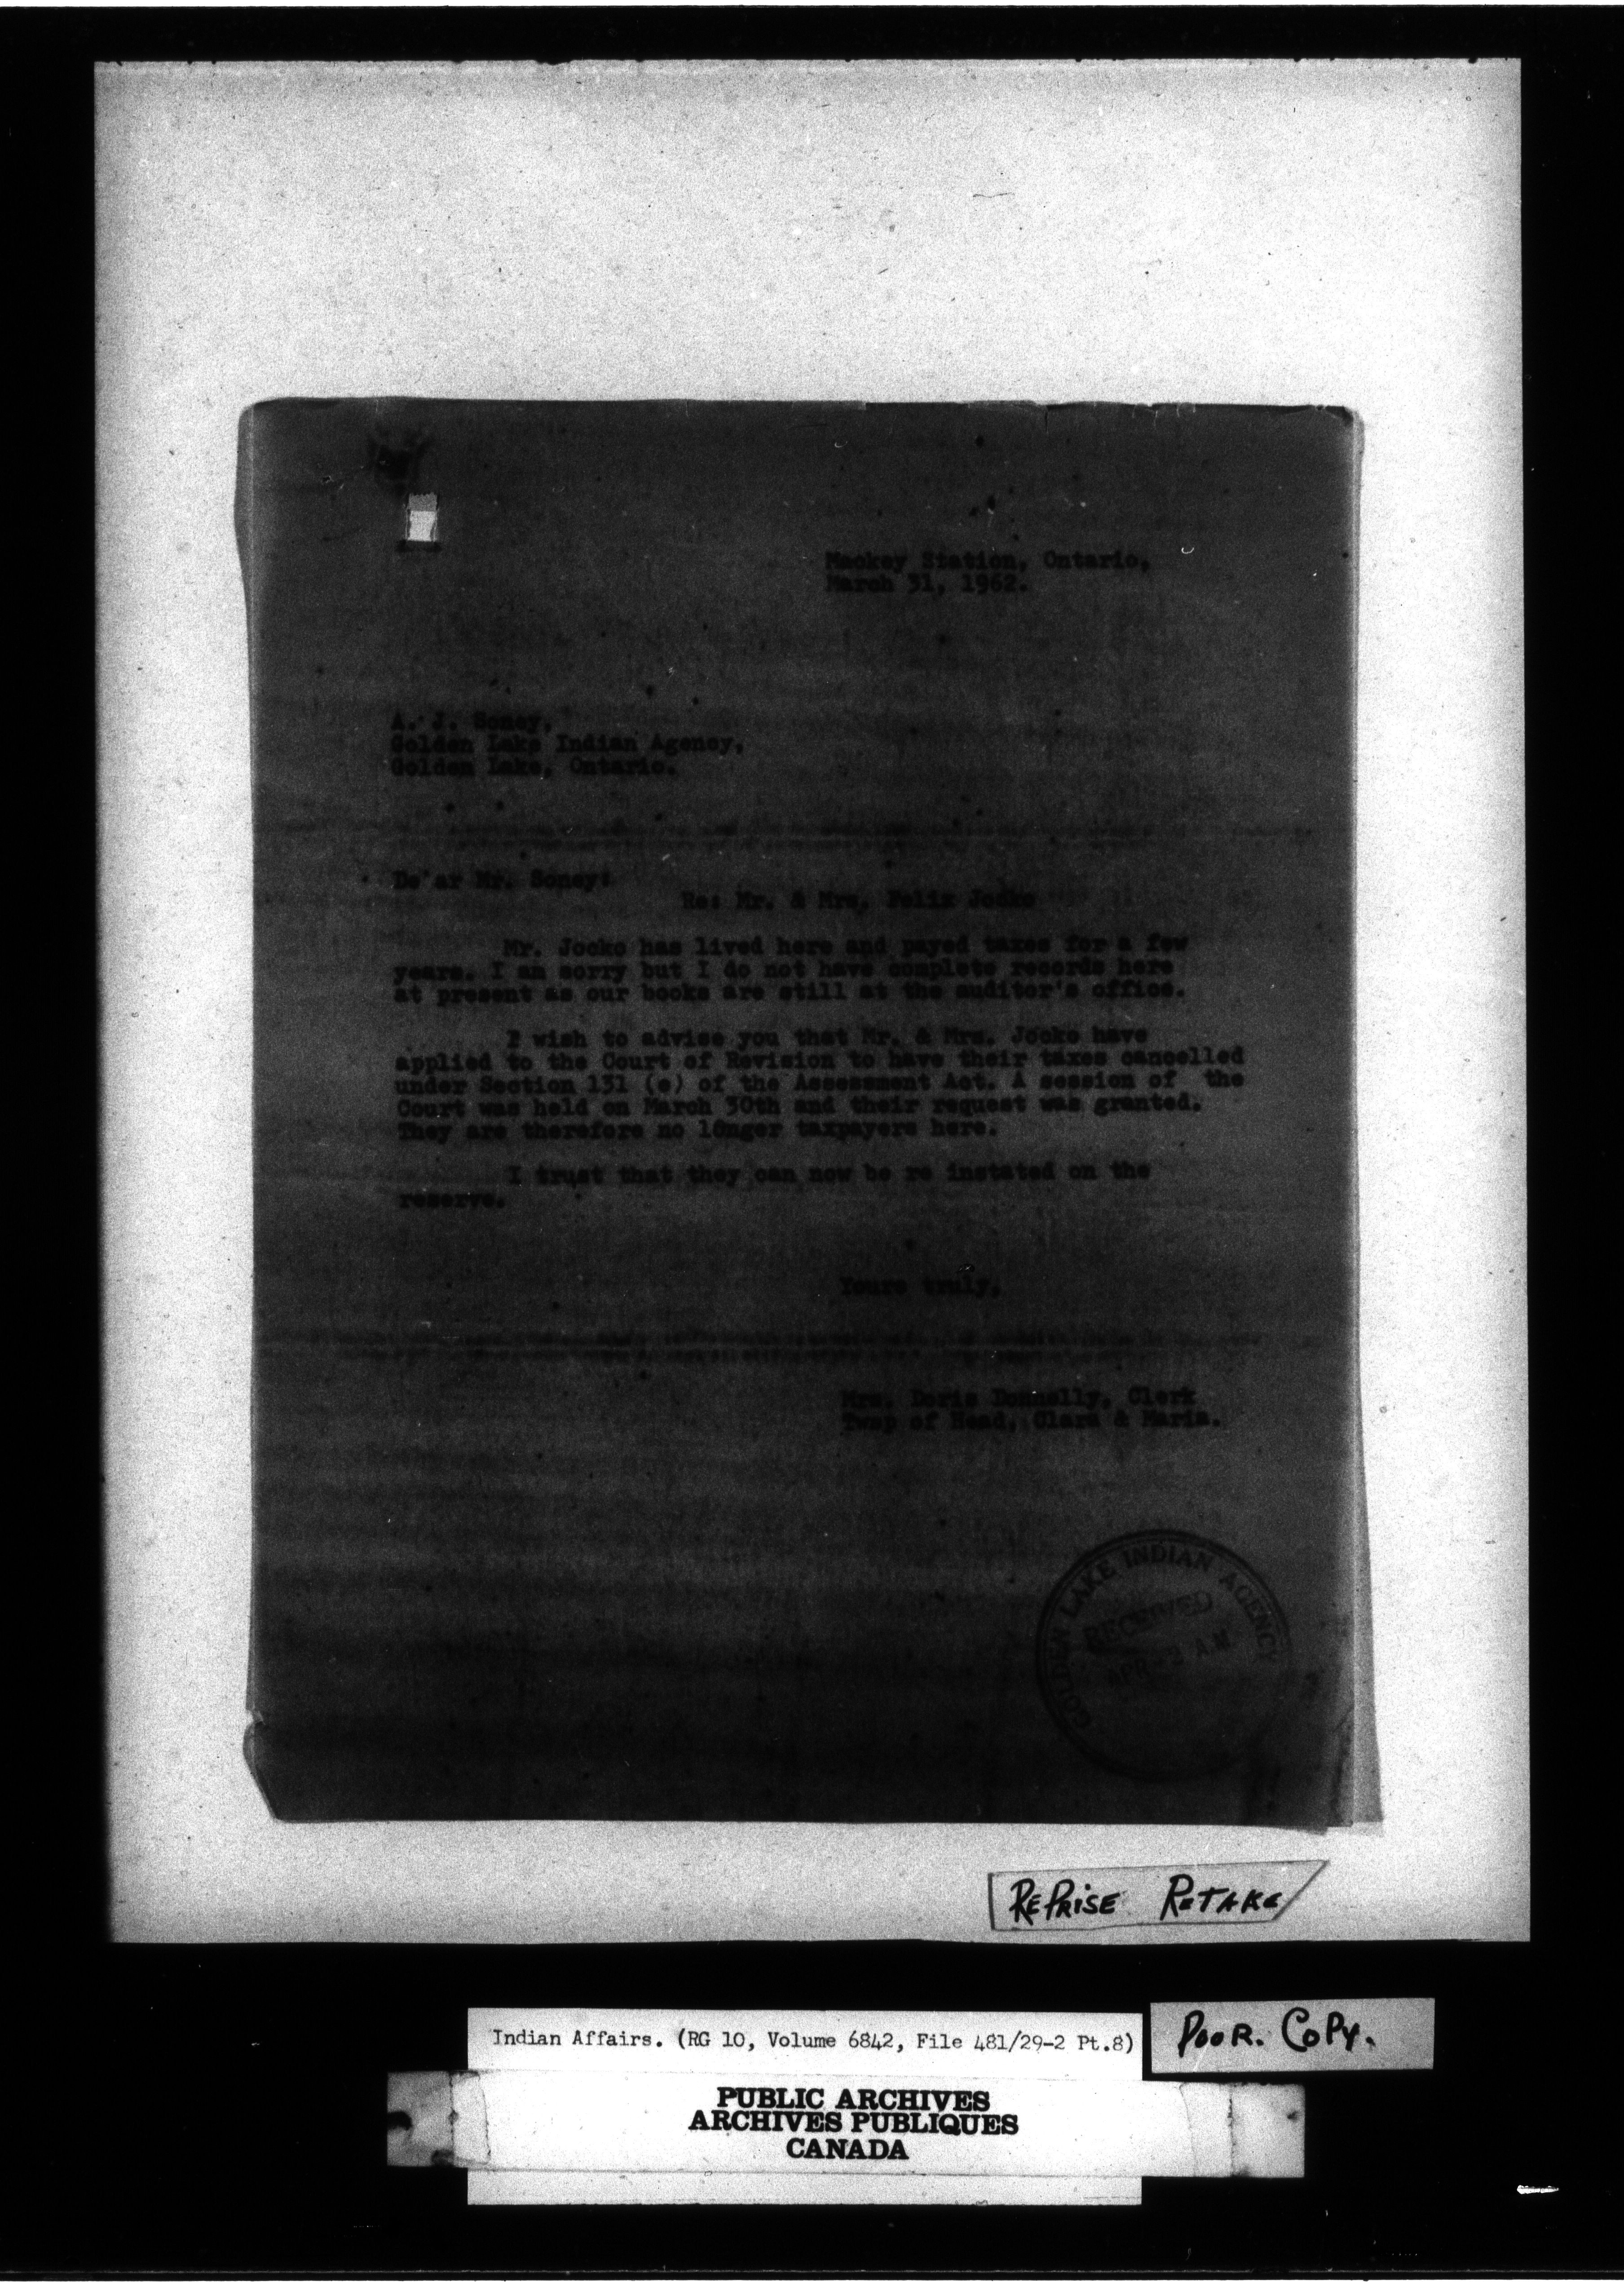 Mackey Station, Ontario,
March 31, 1962.
A. J. Soney,
Golden Lake Indian Agency,
Golden Lake, Ontario.
De'ar Mr. Soney:
Re: Mr. & Mrs. Felix Jocko
Mr. Jocko has lived here and payed taxes for a few
years. I am sorry but I do not have complete records here
at present as our books are still at the auditor's office.
I wish to advise you that Mr. & Mrs. Jocko have
applied to the Court of Revision to have their taxes cancelled
under Section 131 (e) of the Assessment Act. A session of the
Court was held on March 30th and their request was granted.
They are therefore no longer taxpayers here.
I trust that they can now be re instated on the
reserve.
Yours truly,
Mrs. Doris Donnelly, Clerk
Twsp of Head, Clara & Maria.
GOLDEN LAKE INDIAN AGENCY
RECEIVED
APR - 2 A.M.
REPRISE RETAKE
Indian Affairs. (RG 10, Volume 6842, File 481/29-2 Pt.8)
POOR. COPY.
PUBLIC ARCHIVES
ARCHIVES PUBLIQUES
CANADA